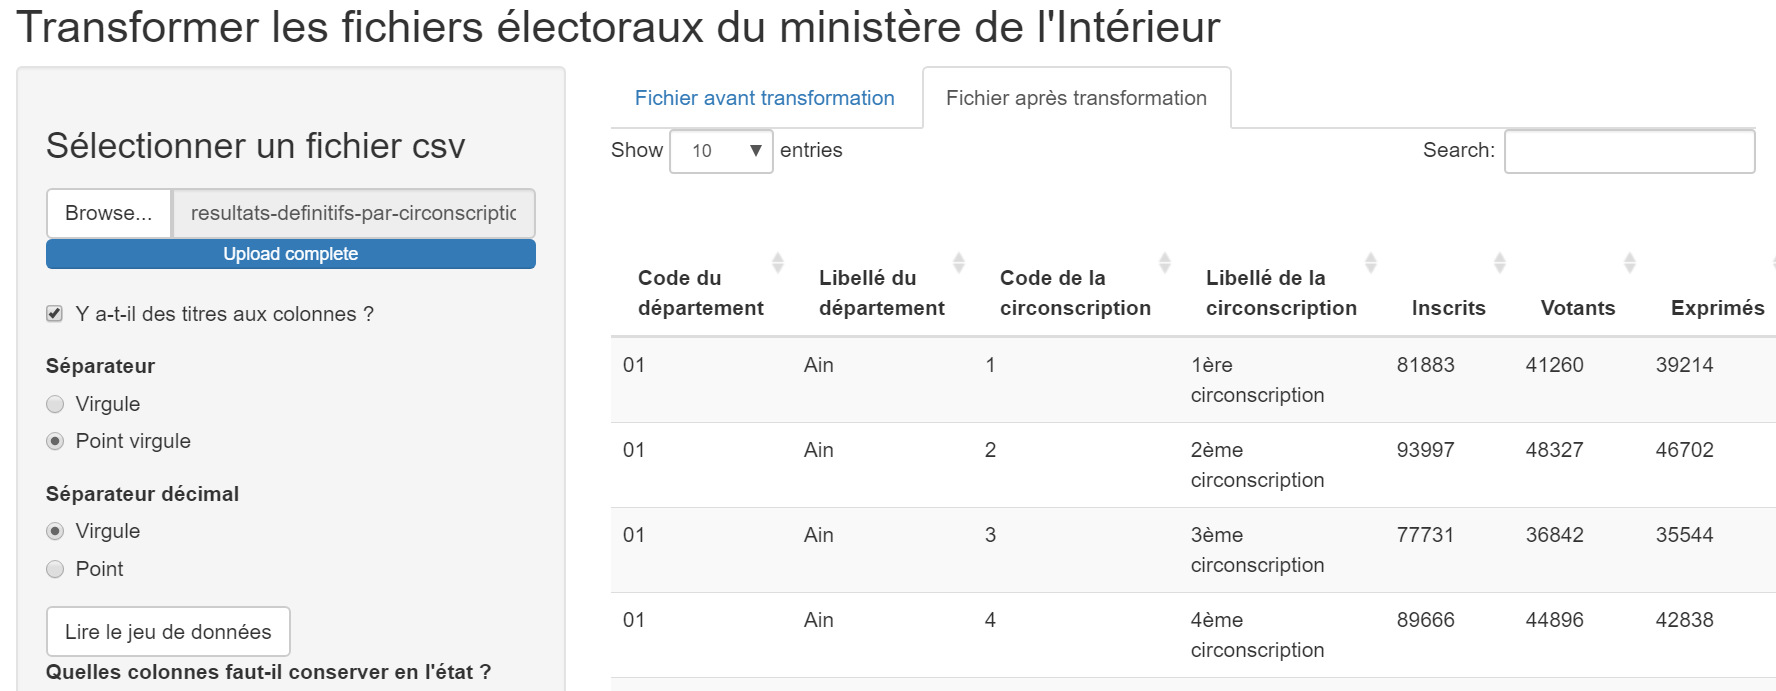 Transformer les fichiers électoraux du ministère de l'Intérieur
Sélectionner un fichier csv
Browse... resultats-definitifs-par-circonscriptic
Upload complete
Y a-t-il des titres aux colonnes ?
Séparateur
Virgule
Point virgule
Séparateur décimal
Virgule
Point
Lire le jeu de données
Quelles colonnes faut-il conserver en l'état ?
Fichier avant transformation Fichier après transformation
Show 10 entries Search:
Code du Libellé du Code de la Libellé de la
département département circonscription circonscription Inscrits Votants Exprimés
01 Ain 1 1ère 81883 41260 39214
circonscription
01 Ain 2 2ème 93997 48327 46702
circonscription
01 Ain 3 3ème 77731 36842 35544
circonscription
01 Ain 4 4ème 89666 44896 42838
circonscription